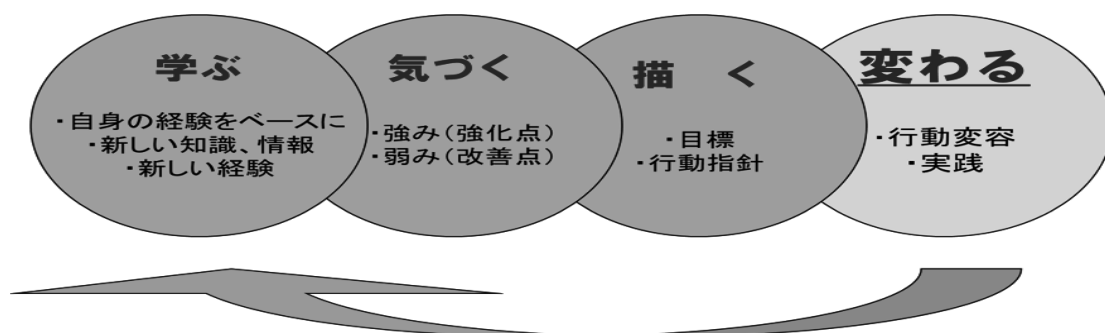 学ぶ
・自身の経験をベースに
・新しい知識、情報
・新しい経験
気づく
・強み(強化点)
・弱み(改善点)
描　く
・目標
・行動指針
変わる
・行動変容
・実践